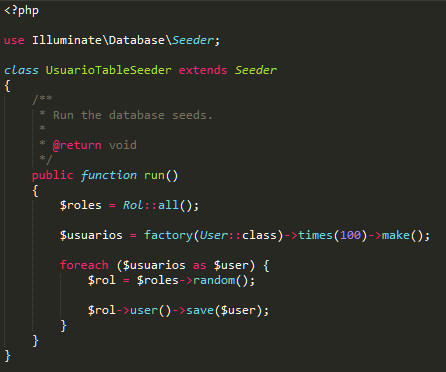 <?php
use Illuminate\Database\Seeder;
class UsuarioTableSeeder extends Seeder
{
/**
* Run the database seeds.
*
* @return void
*/
public function run()
{
$roles = Rol::all();
$usuarios = factory(User::class)->times(100)->make();
foreach ($usuarios as $user) {
$rol = $roles->random();
$rol->user()->save($user);
}
}
}